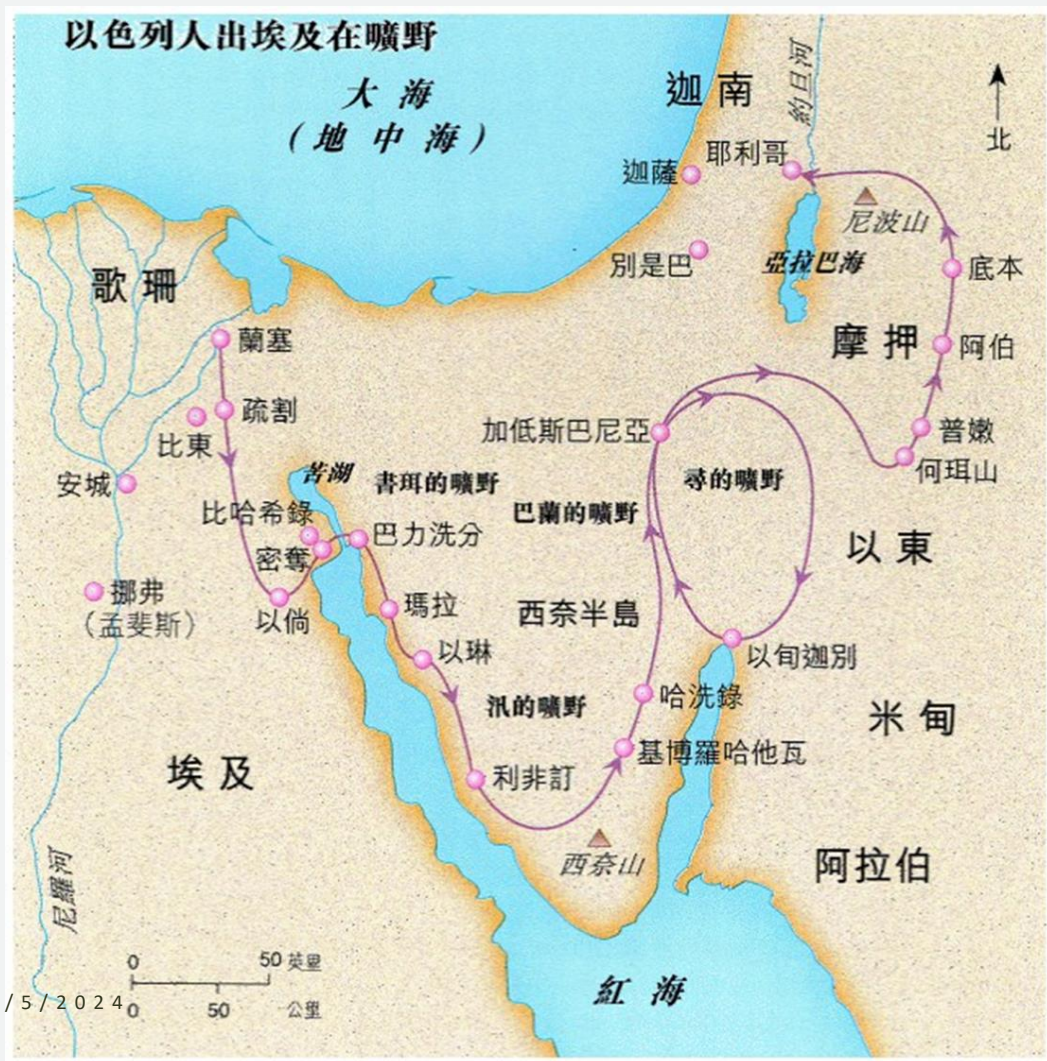 以色列人出埃及在曠野
大海
(地中海)
迦南
約旦河
北
耶利哥
迦薩
尼波山
別是巴
亞拉巴海
底本
歌珊
摩押
阿伯
蘭塞
疏割
比東
加低斯巴尼亞
普嫩
何珥山
安城
苦湖
書珥的曠野
尋的曠野
巴蘭的曠野
比哈希錄
巴力洗分
密奪
以東
挪弗
(孟斐斯)
以倘
瑪拉
西奈半島
以琳
以旬迦別
汛的曠野
哈洗錄
米甸
基博羅哈他瓦
埃及
利非訂
西奈山
阿拉伯
尼羅河
0 50 英里
紅海
/5/2024
0 50 公里